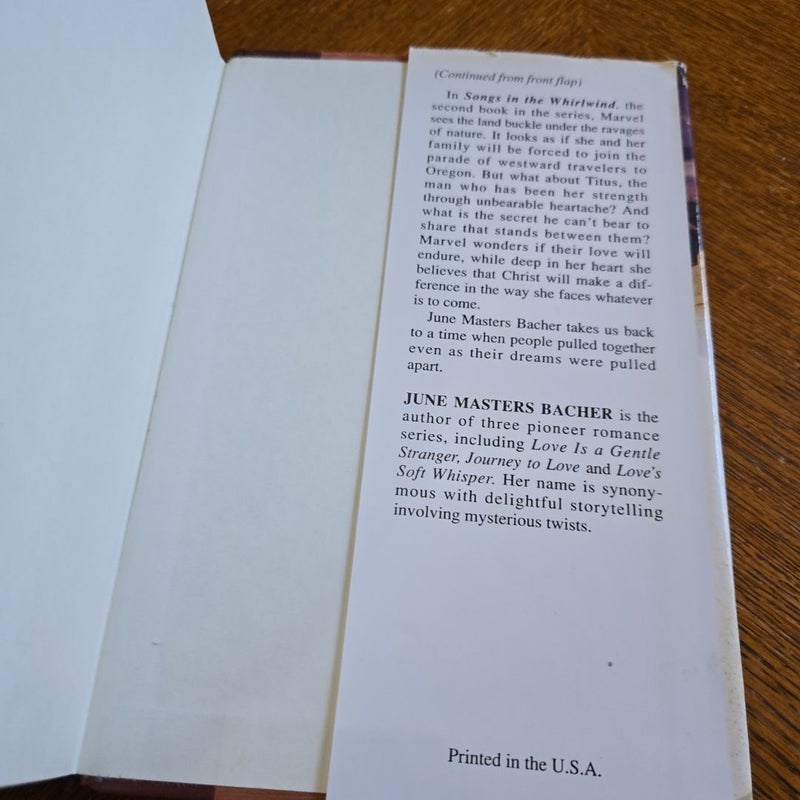 (Continued from front flap)
In Songs in the Whirlwind, the
second book in the series, Marvel
sees the land buckle under the ravages
of nature. It looks as if she and her
family will be forced to join the
parade of westward travelers to
Oregon. But what about Titus, the
man who has been her strength
through unbearable heartache? And
what is the secret he can't bear to
share that stands between them?
Marvel wonders if their love will
endure, while deep in her heart she
believes that Christ will make a dif-
ference in the way she faces whatever
is to come.
June Masters Bacher takes us back
to a time when people pulled together
even as their dreams were pulled
apart.
JUNE MASTERS BACHER is the
author of three pioneer romance
series, including Love Is a Gentle
Stranger, Journey to Love and Love's
Soft Whisper. Her name is synony-
mous with delightful storytelling
involving mysterious twists.
Printed in the U.S.A.